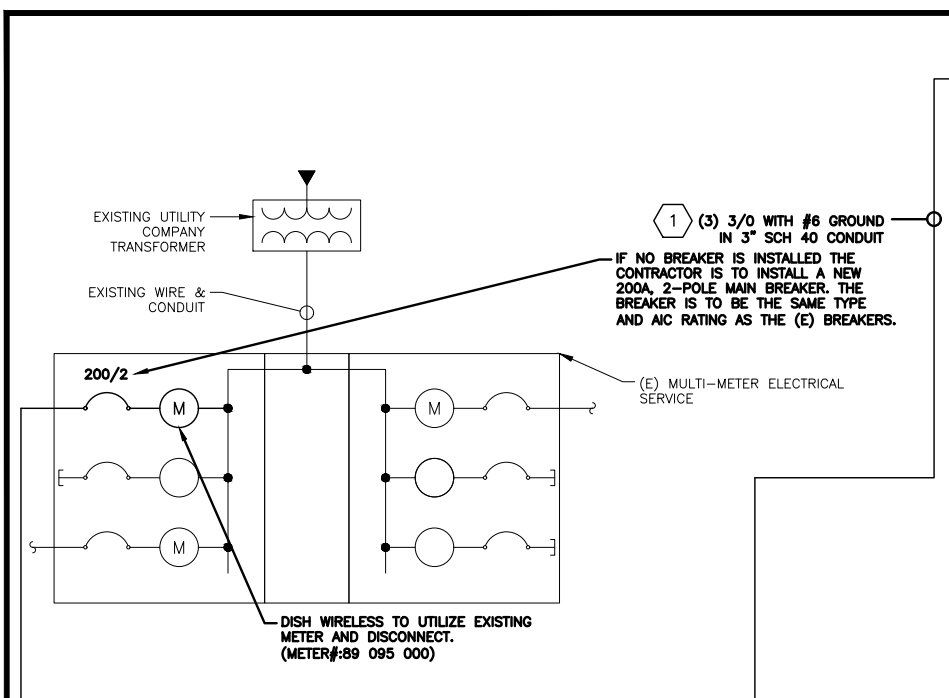 EXISTING UTILITY
COMPANY
TRANSFORMER
EXISTING WIRE &
CONDUIT
1
(3) 3/0 WITH #6 GROUND
IN 3" SCH 40 CONDUIT
IF NO BREAKER IS INSTALLED THE
CONTRACTOR IS TO INSTALL A NEW
200A, 2-POLE MAIN BREAKER. THE
BREAKER IS TO BE THE SAME TYPE
AND AIC RATING AS THE (E) BREAKERS.
200/2
(E) MULTI-METER ELECTRICAL
SERVICE
M
M
M
DISH WIRELESS TO UTILIZE EXISTING
METER AND DISCONNECT.
(METER#:89 095 000)